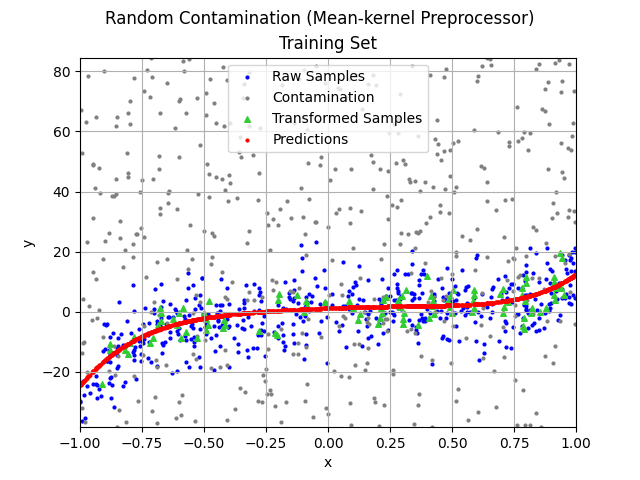 Random Contamination (Mean-kernel Preprocessor)
Training Set
Raw Samples
Contamination
Transformed Samples
Predictions
80
60
40
20
0
−20
y
−1.00 −0.75 −0.50 −0.25 0.00 0.25 0.50 0.75 1.00
x